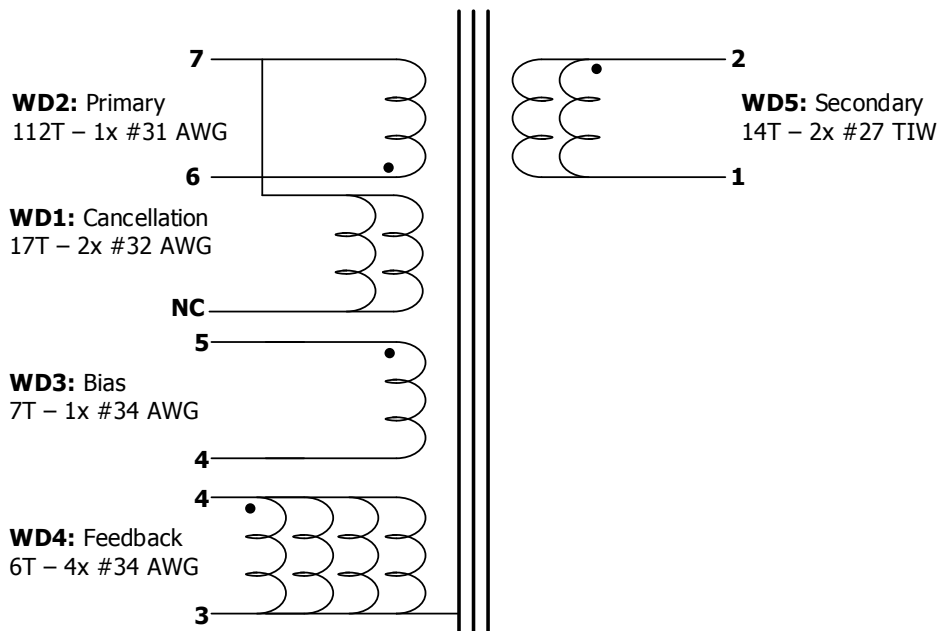 7
WD2: Primary
112T – 1x #31 AWG
6
WD1: Cancellation
17T – 2x #32 AWG
NC
5
WD3: Bias
7T – 1x #34 AWG
4
4
WD4: Feedback
6T – 4x #34 AWG
3
2
WD5: Secondary
14T – 2x #27 TIW
1